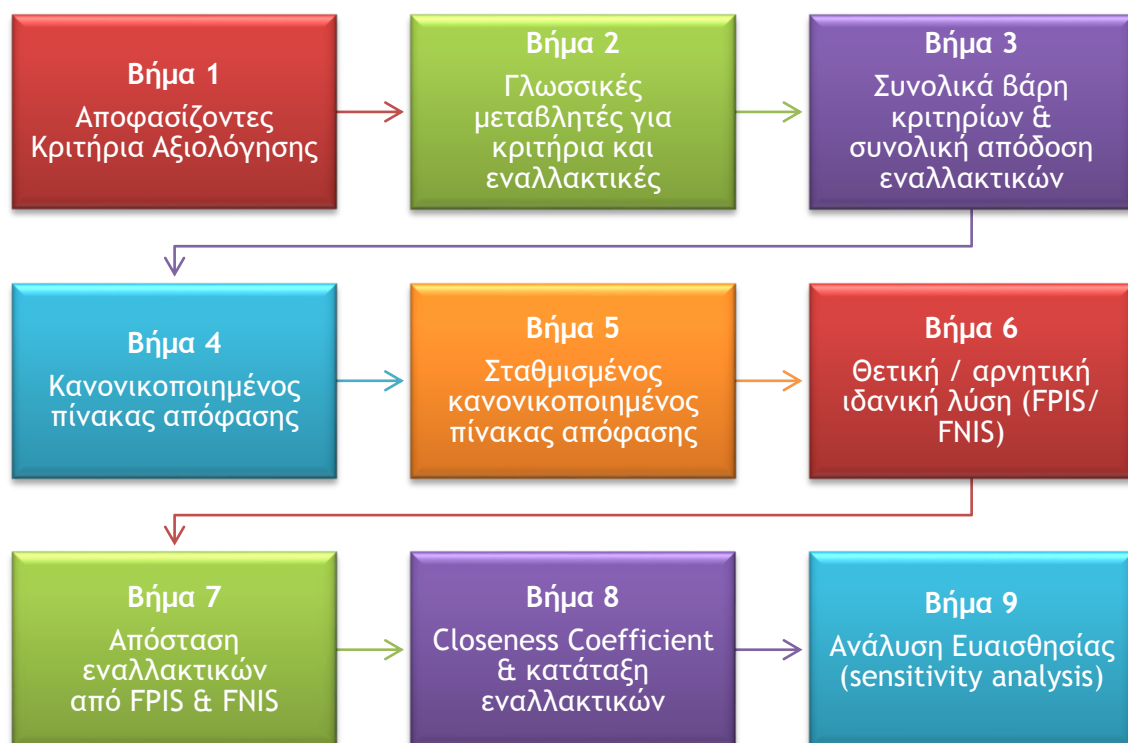 Βήμα 1
Αποφασίζοντες
Κριτήρια Αξιολόγησης
Βήμα 2
Γλωσσικές
μεταβλητές για
κριτήρια και
εναλλακτικές
Βήμα 3
Συνολικά βάρη
κριτηρίων &
συνολική απόδοση
εναλλακτικών
Βήμα 4
Κανονικοποιημένος
πίνακας απόφασης
Βήμα 5
Σταθμισμένος
κανονικοποιημένος
πίνακας απόφασης
Βήμα 6
Θετική / αρνητική
ιδανική λύση (FPIS/
FNIS)
Βήμα 7
Απόσταση
εναλλακτικών
από FPIS & FNIS
Βήμα 8
Closeness Coefficient
& κατάταξη
εναλλακτικών
Βήμα 9
Ανάλυση Ευαισθησίας
(sensitivity analysis)